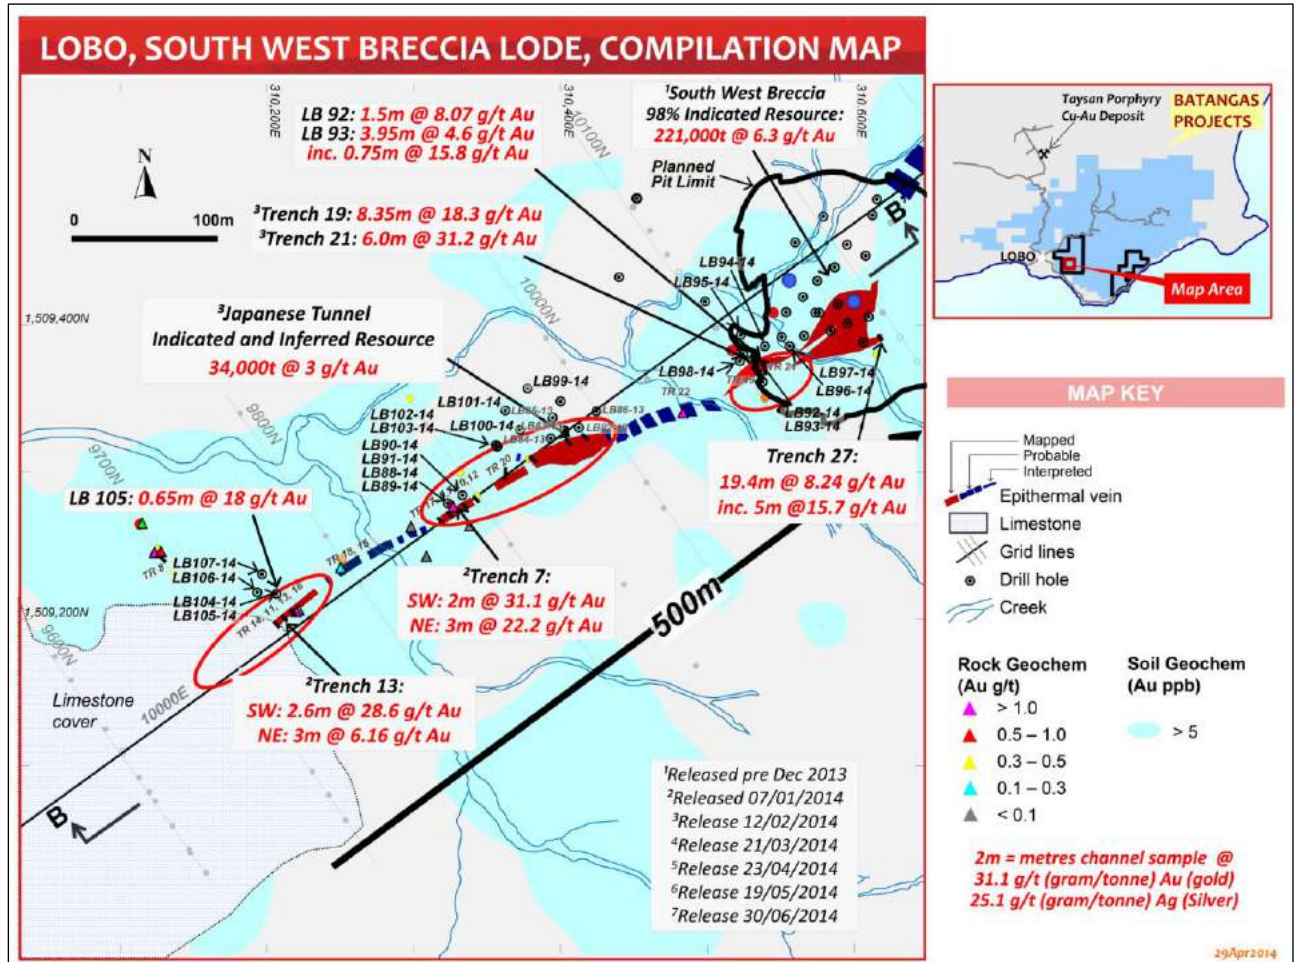 LOBO, SOUTH WEST BRECCIA LODE, COMPILATION MAP
310,200E
310,400E
310,600E
10100N
LB 92: 1.5m @ 8.07 g/t Au
LB 93: 3.95m @ 4.6 g/t Au
inc. 0.75m @ 15.8 g/t Au
¹South West Breccia
98% Indicated Resource:
221,000t @ 6.3 g/t Au
N
0 100m
Planned
Pit Limit
B'
³Trench 19: 8.35m @ 18.3 g/t Au
³Trench 21: 6.0m @ 31.2 g/t Au
LB94-14
LB95-14
10000N
1,509,400N
³Japanese Tunnel
Indicated and Inferred Resource
34,000t @ 3 g/t Au
LB98-14
TR 24
LB97-14
LB96-14
LB99-14
TR 22
LB101-14
LB86-13
LB102-14
LB103-14
LB100-14
LB84-13
LB92-14
LB93-14
9800N
9700N
LB90-14
LB91-14
LB88-14
LB89-14
TR 20
Trench 27:
19.4m @ 8.24 g/t Au
inc. 5m @15.7 g/t Au
LB 105: 0.65m @ 18 g/t Au
TR 8
TR 18, 15
LB107-14
LB106-14
LB104-14
LB105-14
TR 14, 11, 13, 16
²Trench 7:
SW: 2m @ 31.1 g/t Au
NE: 3m @ 22.2 g/t Au
500m
1,509,200N
9600N
Limestone
cover
10000E
²Trench 13:
SW: 2.6m @ 28.6 g/t Au
NE: 3m @ 6.16 g/t Au
B
¹Released pre Dec 2013
²Released 07/01/2014
³Release 12/02/2014
⁴Release 21/03/2014
⁵Release 23/04/2014
⁶Release 19/05/2014
⁷Release 30/06/2014
Taysan Porphyry
Cu-Au Deposit
BATANGAS
PROJECTS
LOBO
Map Area
MAP KEY
Mapped
Probable
Interpreted
Epithermal vein
Limestone
Grid lines
Drill hole
Creek
Rock Geochem
(Au g/t)
> 1.0
0.5 – 1.0
0.3 – 0.5
0.1 – 0.3
< 0.1
Soil Geochem
(Au ppb)
> 5
2m = metres channel sample @
31.1 g/t (gram/tonne) Au (gold)
25.1 g/t (gram/tonne) Ag (Silver)
29Apr2014